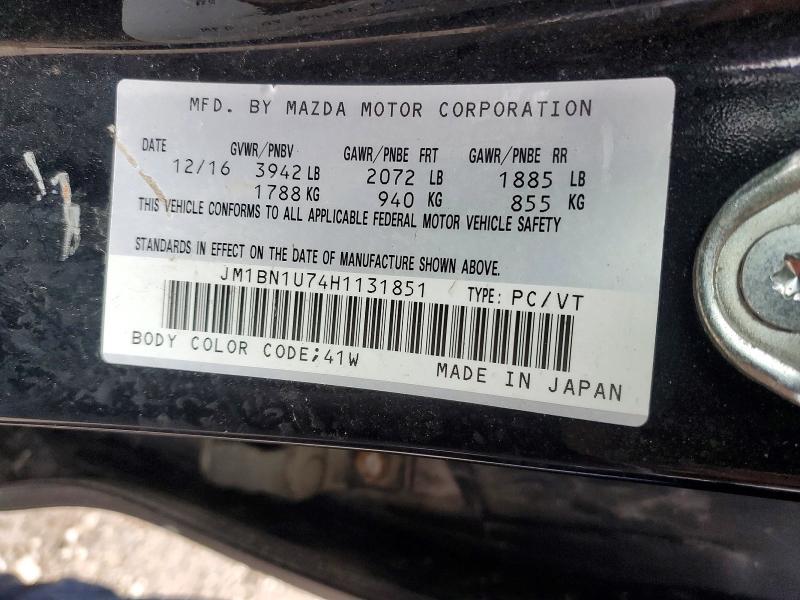 MFD. BY MAZDA MOTOR CORPORATION
DATE GVWR/PNBV GAWR/PNBE FRT GAWR/PNBE RR
12/16 3942 LB 2072 LB 1885 LB
1788 KG 940 KG 855 KG
THIS VEHICLE CONFORMS TO ALL APPLICABLE FEDERAL MOTOR VEHICLE SAFETY
STANDARDS IN EFFECT ON THE DATE OF MANUFACTURE SHOWN ABOVE.
JM1BN1U74H1131851 TYPE: PC/VT
BODY COLOR CODE;41W MADE IN JAPAN